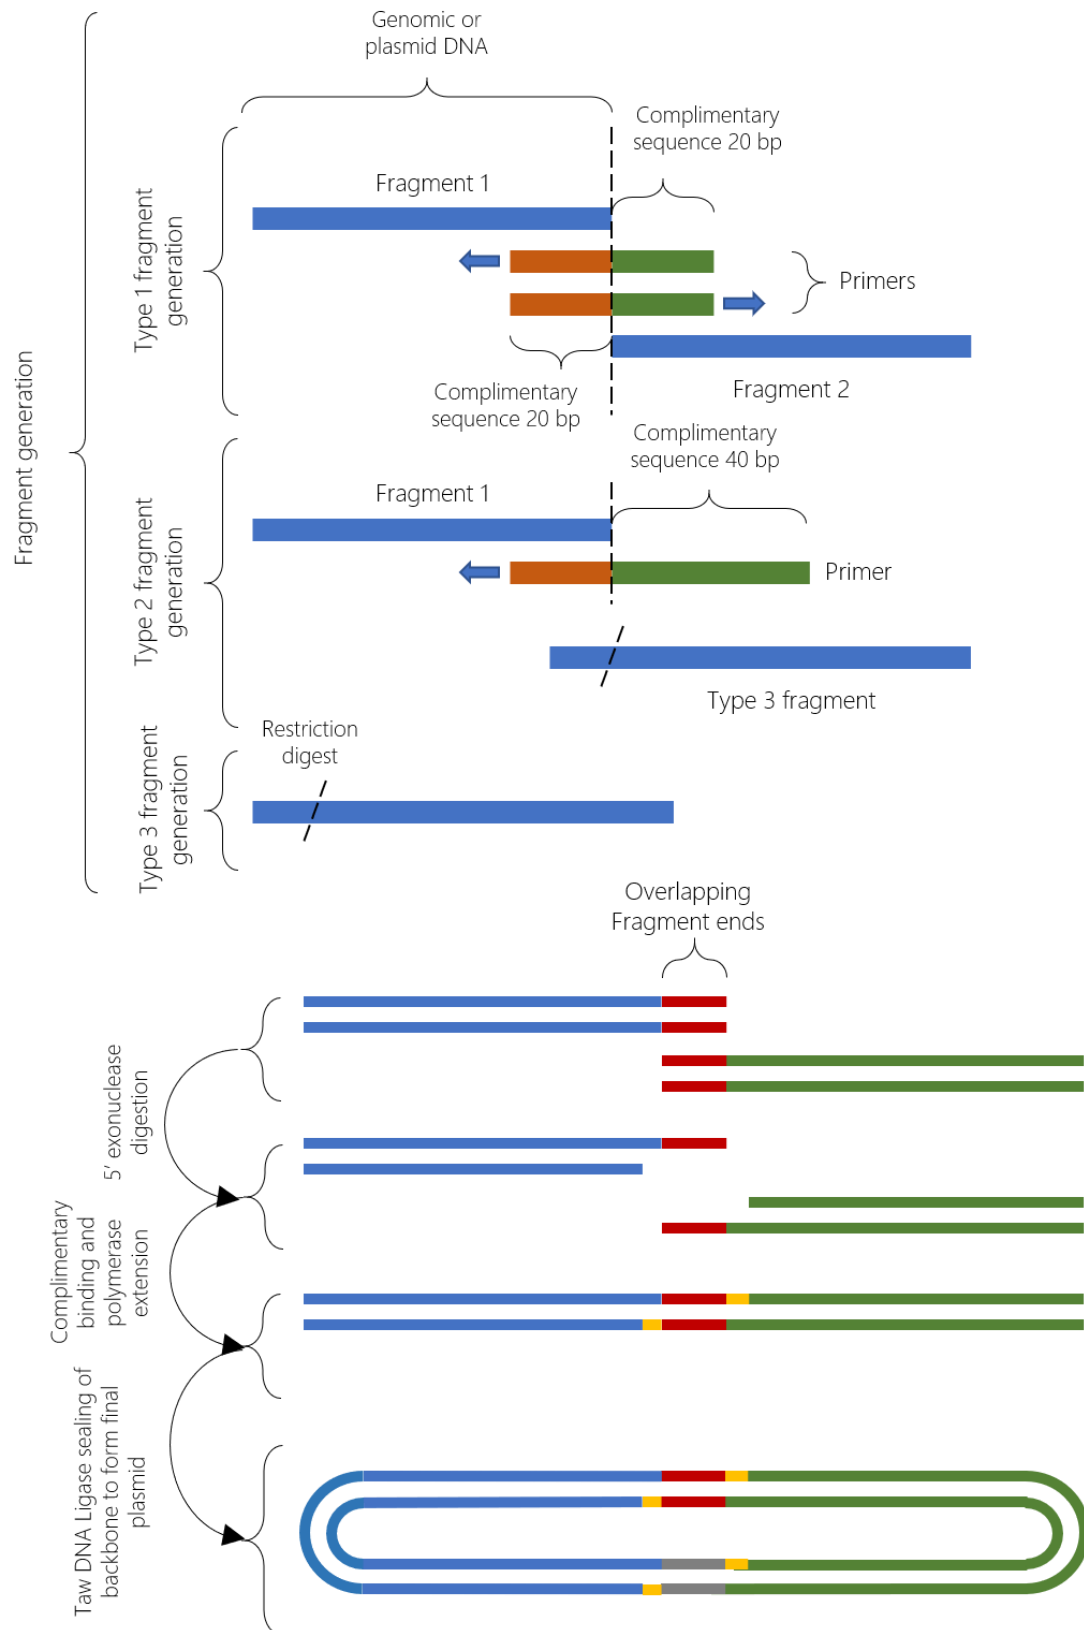 Genomic or
plasmid DNA
Complimentary
sequence 20 bp
Fragment 1
Primers
Complimentary
sequence 20 bp
Fragment 2
Type 1 fragment
generation
Fragment generation
Complimentary
sequence 40 bp
Fragment 1
Primer
Type 3 fragment
Type 2 fragment
generation
Restriction
digest
Type 3 fragment
generation
Overlapping
Fragment ends
5' exonuclease
digestion
Complimentary
binding and
polymerase
extension
Taw DNA Ligase sealing of
backbone to form final
plasmid